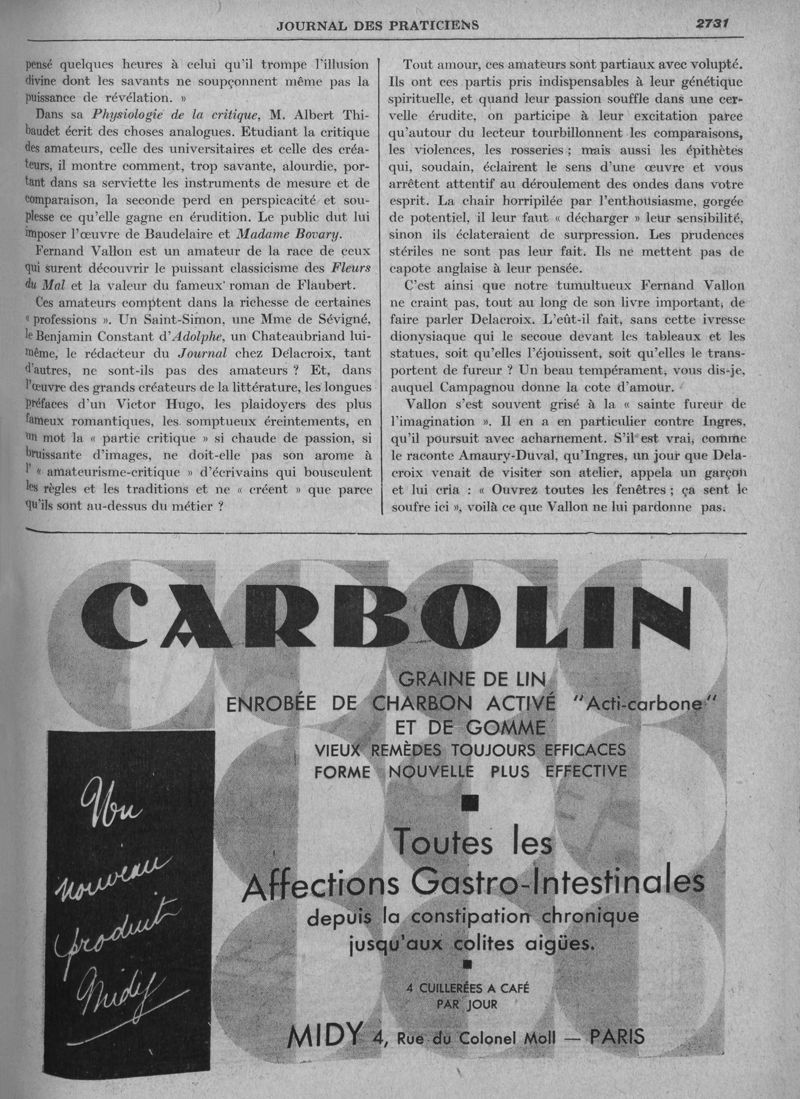 JOURNAL DES PRATICIENS
2731
pensé quelques heures à celui qu'il trompe l'illusion
divine dont les savants ne soupçonnent même pas la
puissance de révélation. »
Dans sa Physiologie de la critique, M. Albert Thi-
baudet écrit des choses analogues. Etudiant la critique
des amateurs, celle des universitaires et celle des créa-
teurs, il montre comment, trop savante, alourdie, por-
tant dans sa serviette les instruments de mesure et de
comparaison, la seconde perd en perspicacité et sou-
plesse ce qu'elle gagne en érudition. Le public dut lui
imposer l'œuvre de Baudelaire et Madame Bovary.
Fernand Vallon est un amateur de la race de ceux
qui surent découvrir le puissant classicisme des Fleurs
du Mal et la valeur du fameux roman de Flaubert.
Ces amateurs comptent dans la richesse de certaines
« professions ». Un Saint-Simon, une Mme de Sévigné,
le Benjamin Constant d'Adolphe, un Chateaubriand lui-
même, le rédacteur du Journal chez Delacroix, tant
d'autres, ne sont-ils pas des amateurs ? Et, dans
l'œuvre des grands créateurs de la littérature, les longues
préfaces d'un Victor Hugo, les plaidoyers des plus
fameux romantiques, les somptueux éreintements, en
un mot la « partie critique » si chaude de passion, si
bruissante d'images, ne doit-elle pas son arome à
l' « amateurisme-critique » d'écrivains qui bousculent
les règles et les traditions et ne « créent » que parce
qu'ils sont au-dessus du métier ?
Tout amour, ces amateurs sont partiaux avec volupté.
Ils ont ces partis pris indispensables à leur génétique
spirituelle, et quand leur passion souffle dans une cer-
velle érudite, on participe à leur excitation parce
qu'autour du lecteur tourbillonnent les comparaisons,
les violences, les rosseries ; mais aussi les épithètes
qui, soudain, éclairent le sens d'une œuvre et vous
arrêtent attentif au déroulement des ondes dans votre
esprit. La chair horripilée par l'enthousiasme, gorgée
de potentiel, il leur faut « décharger » leur sensibilité,
sinon ils éclateraient de surpression. Les prudences
stériles ne sont pas leur fait. Ils ne mettent pas de
capote anglaise à leur pensée.
C'est ainsi que notre tumultueux Fernand Vallon
ne craint pas, tout au long de son livre important, de
faire parler Delacroix. L'eût-il fait, sans cette ivresse
dionysiaque qui le secoue devant les tableaux et les
statues, soit qu'elles l'éjouissent, soit qu'elles le trans-
portent de fureur ? Un beau tempérament, vous dis-je,
auquel Campagnou donne la cote d'amour.
Vallon s'est souvent grisé à la « sainte fureur de
l'imagination ». Il en a en particulier contre Ingres,
qu'il poursuit avec acharnement. S'il est vrai, comme
le raconte Amaury-Duval, qu'Ingres, un jour que Dela-
croix venait de visiter son atelier, appela un garçon
et lui cria : « Ouvrez toutes les fenêtres ; ça sent le
soufre ici », voilà ce que Vallon ne lui pardonne pas.
CARBOLIN
GRAINE DE LIN
ENROBÉE DE CHARBON ACTIVÉ "Acti-carbone"
ET DE GOMME
VIEUX REMÈDES TOUJOURS EFFICACES
FORME NOUVELLE PLUS EFFECTIVE
Un
nouveau
produit
Midy
Toutes les
Affections Gastro-Intestinales
depuis la constipation chronique
jusqu'aux colites aigües.
4 CUILLERÉES A CAFÉ
PAR JOUR
MIDY 4, Rue du Colonel Moll — PARIS